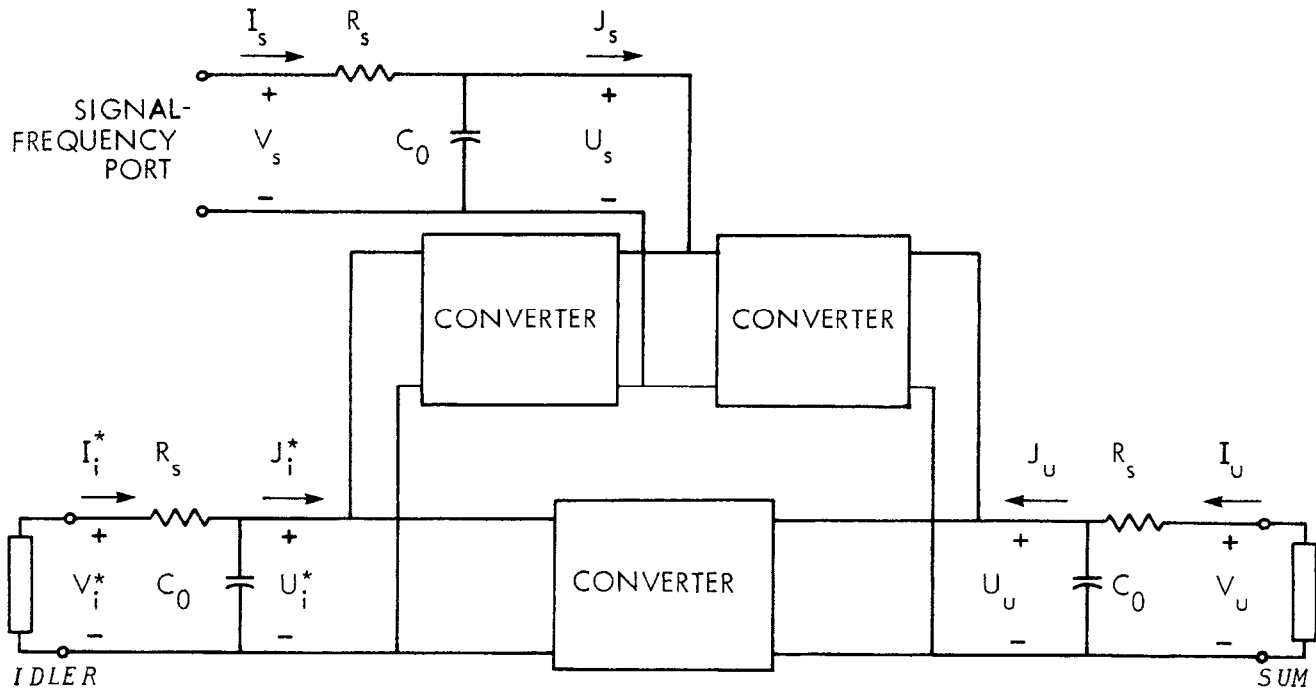 I_s R_s J_s
SIGNAL-
FREQUENCY
PORT
+ V_s -
C_0
+ U_s -
CONVERTER CONVERTER
I_i^* R_s J_i^*
J_u R_s I_u
+ V_i^* -
C_0
+ U_i^* -
CONVERTER
+ U_u -
C_0
+ V_u -
IDLER SUM